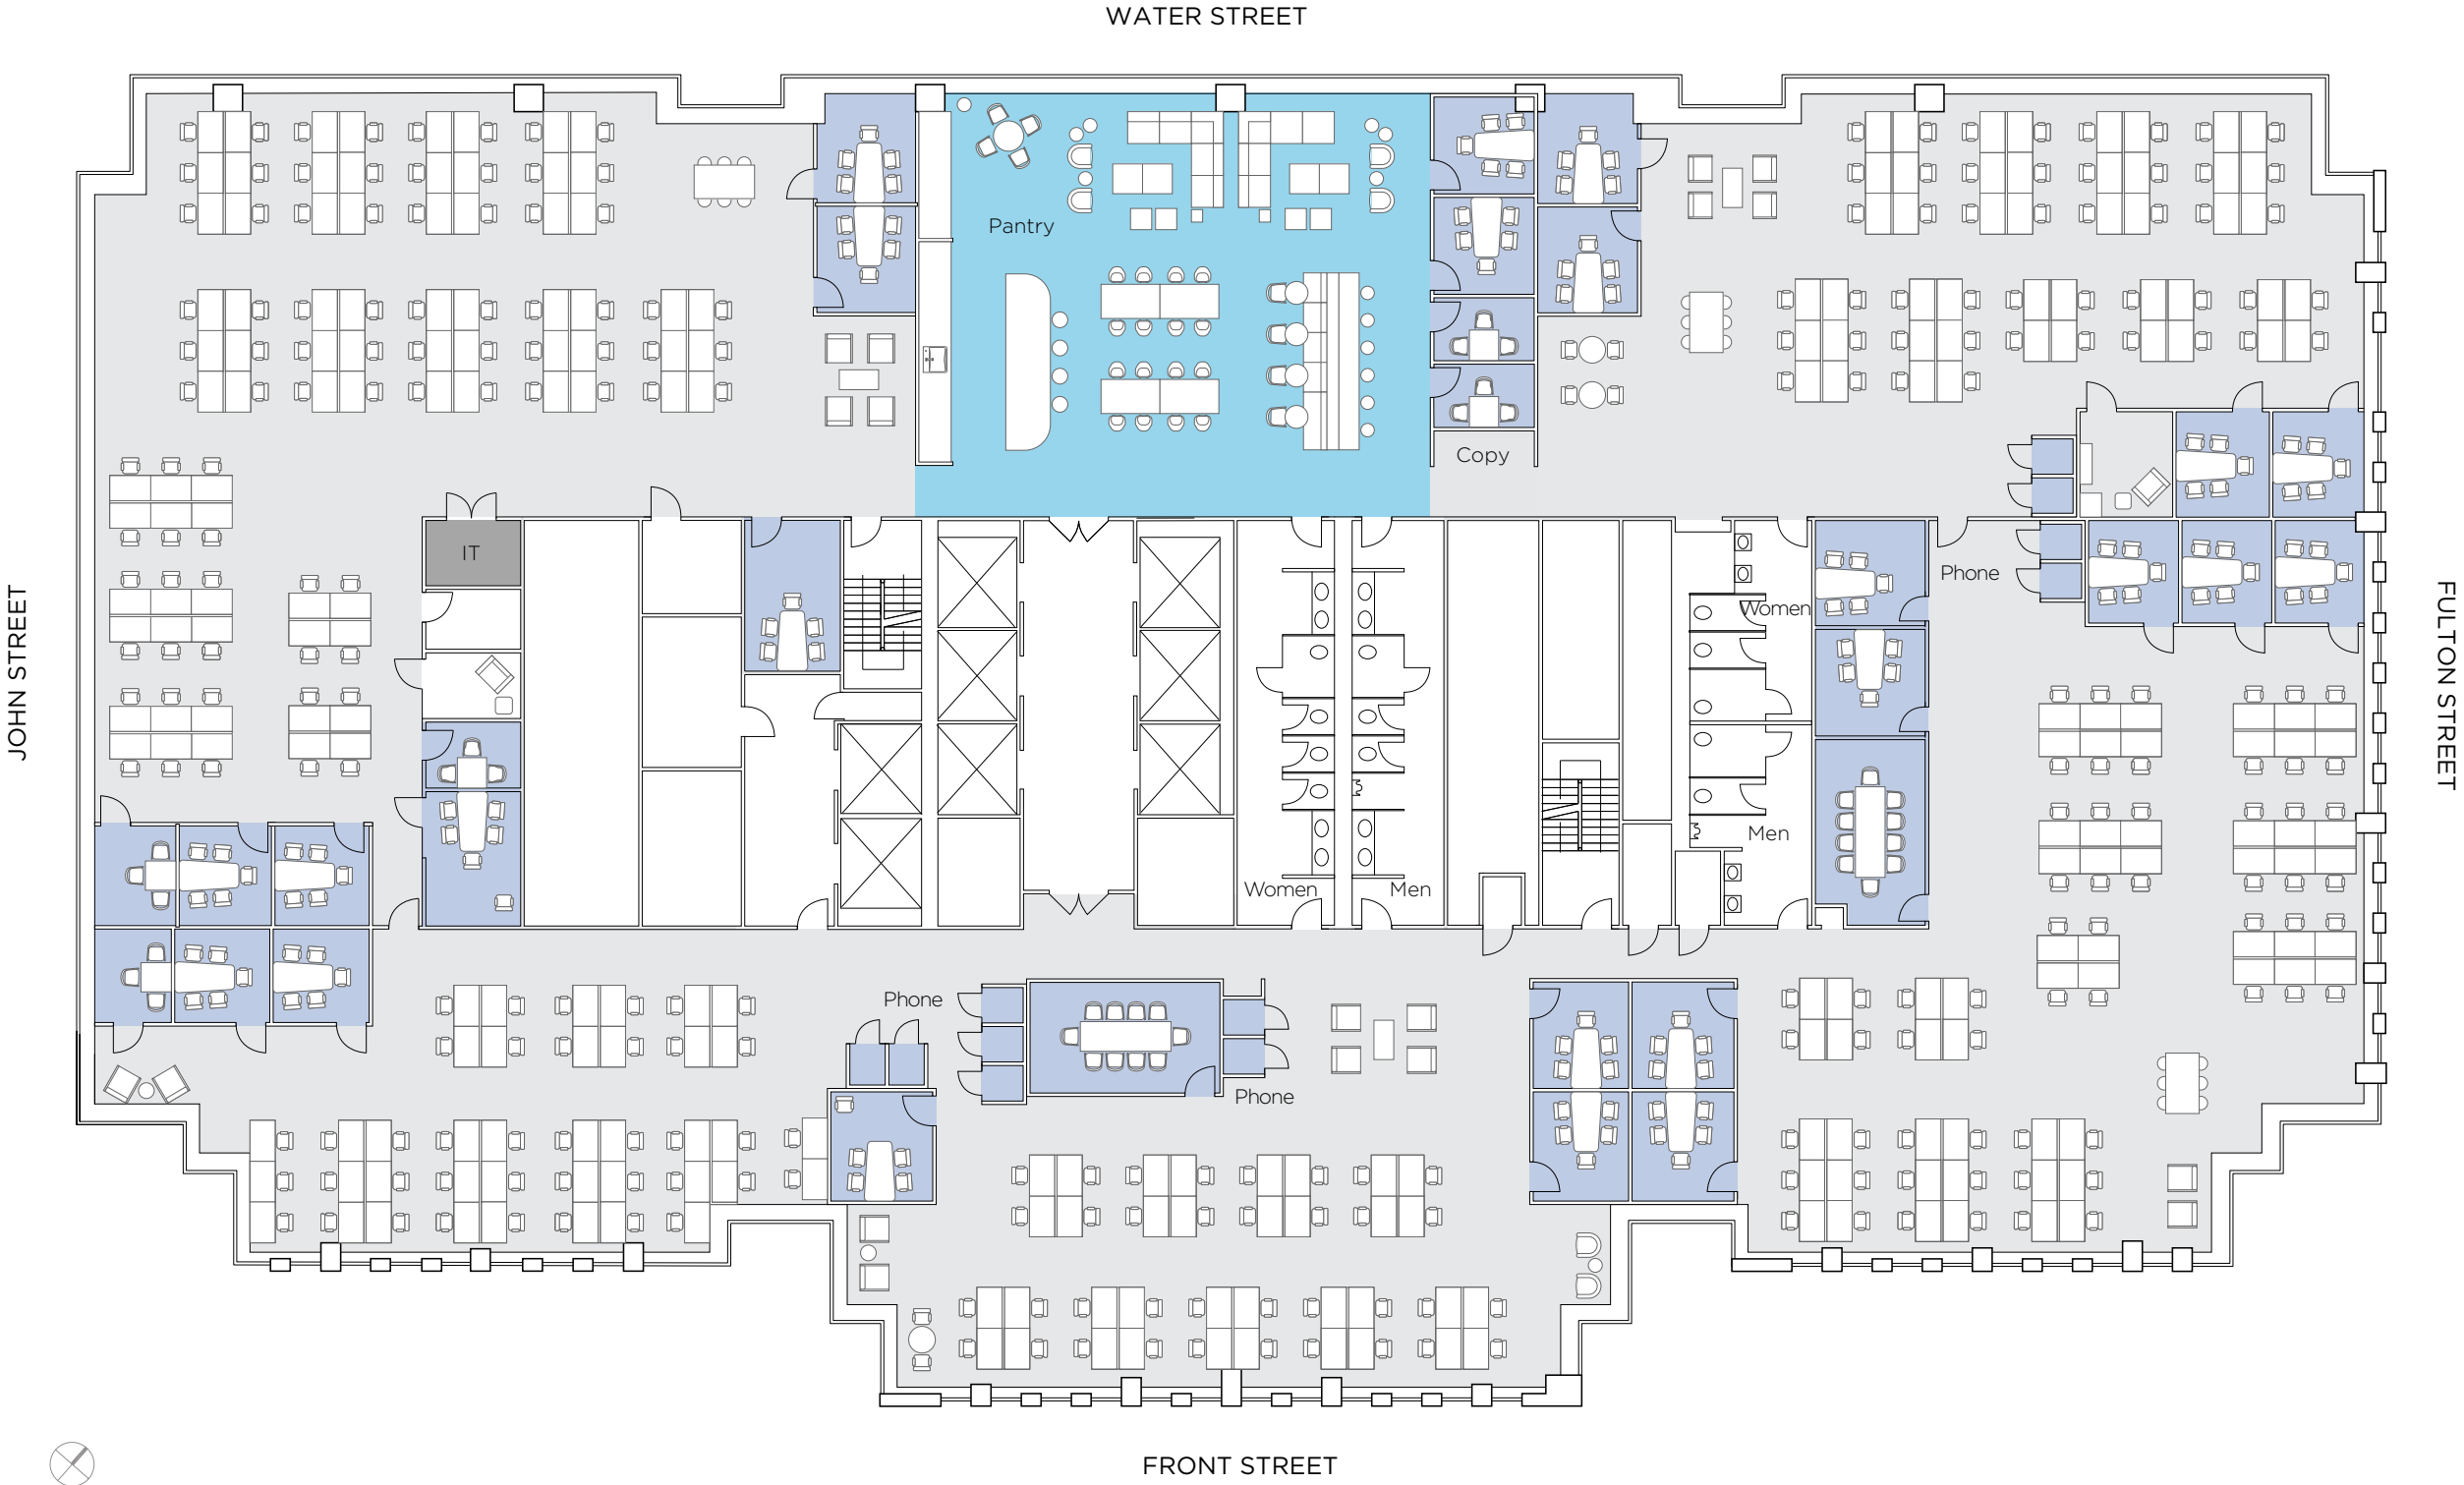 WATER STREET
Pantry
Copy
IT
JOHN STREET
Phone
FULTON STREET
Women
Men
Women
Men
Phone
Phone
FRONT STREET